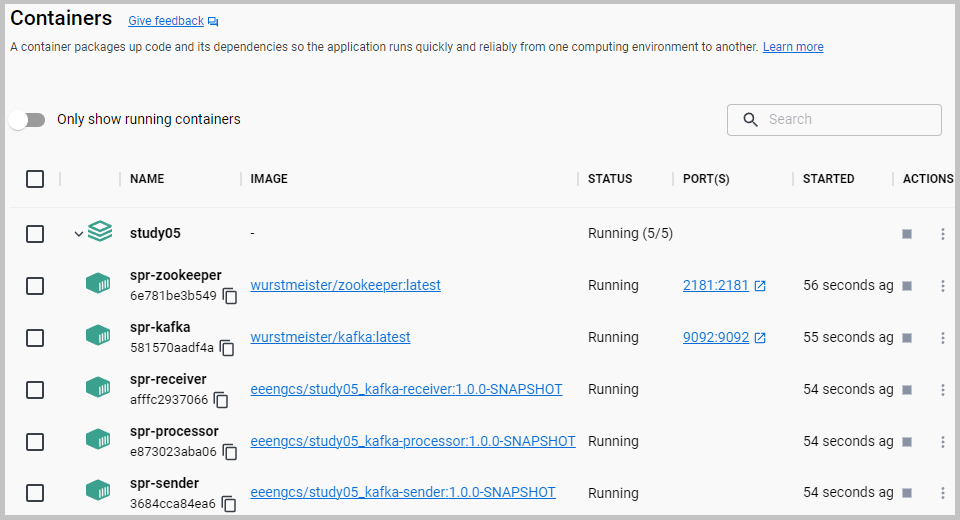 Containers Give feedback
A container packages up code and its dependencies so the application runs quickly and reliably from one computing environment to another. Learn more
Only show running containers
Search
NAME IMAGE STATUS PORT(S) STARTED ACTIONS
study05 - Running (5/5)
spr-zookeeper
6e781be3b549 wurstmeister/zookeeper:latest Running 2181:2181 56 seconds ag
spr-kafka
581570aadf4a wurstmeister/kafka:latest Running 9092:9092 55 seconds ag
spr-receiver
afffc2937066 eeengcs/study05_kafka-receiver:1.0.0-SNAPSHOT Running 54 seconds ag
spr-processor
e873023aba06 eeengcs/study05_kafka-processor:1.0.0-SNAPSHOT Running 54 seconds ag
spr-sender
3684cca84ea6 eeengcs/study05_kafka-sender:1.0.0-SNAPSHOT Running 54 seconds ag